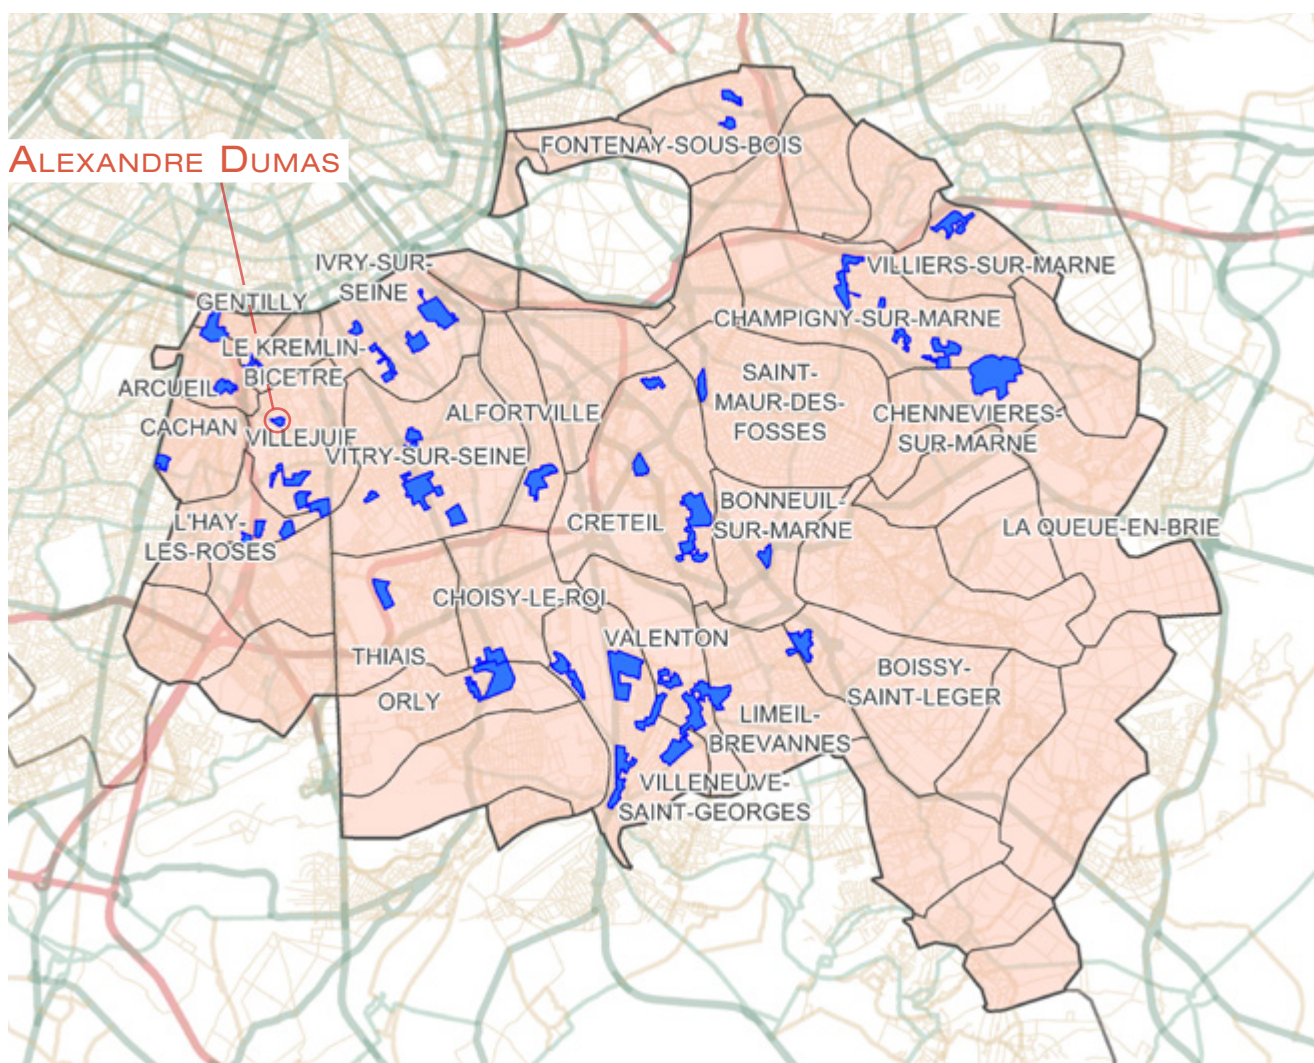 FONTENAY-SOUS-BOIS
ALEXANDRE DUMAS
IVRY-SUR-
SEINE
VILLIERS-SUR-MARNE
GENTILLY
CHAMPIGNY-SUR-MARNE
LE KREMLIN-
BICETRE
ARCUEIL
SAINT-
MAUR-DES-
FOSSES
ALFORTVILLE
CHENNEVIERES-
SUR-MARNE
CACHAN
VILLEJUIF
VITRY-SUR-SEINE
L'HAY-
LES-ROSES
CRETEIL
BONNEUIL-
SUR-MARNE
LA QUEUE-EN-BRIE
CHOISY-LE-ROI
VALENTON
THIAIS
BOISSY-
SAINT-LEGER
ORLY
LIMEIL-
BREVANNES
VILLENEUVE-
SAINT-GEORGES